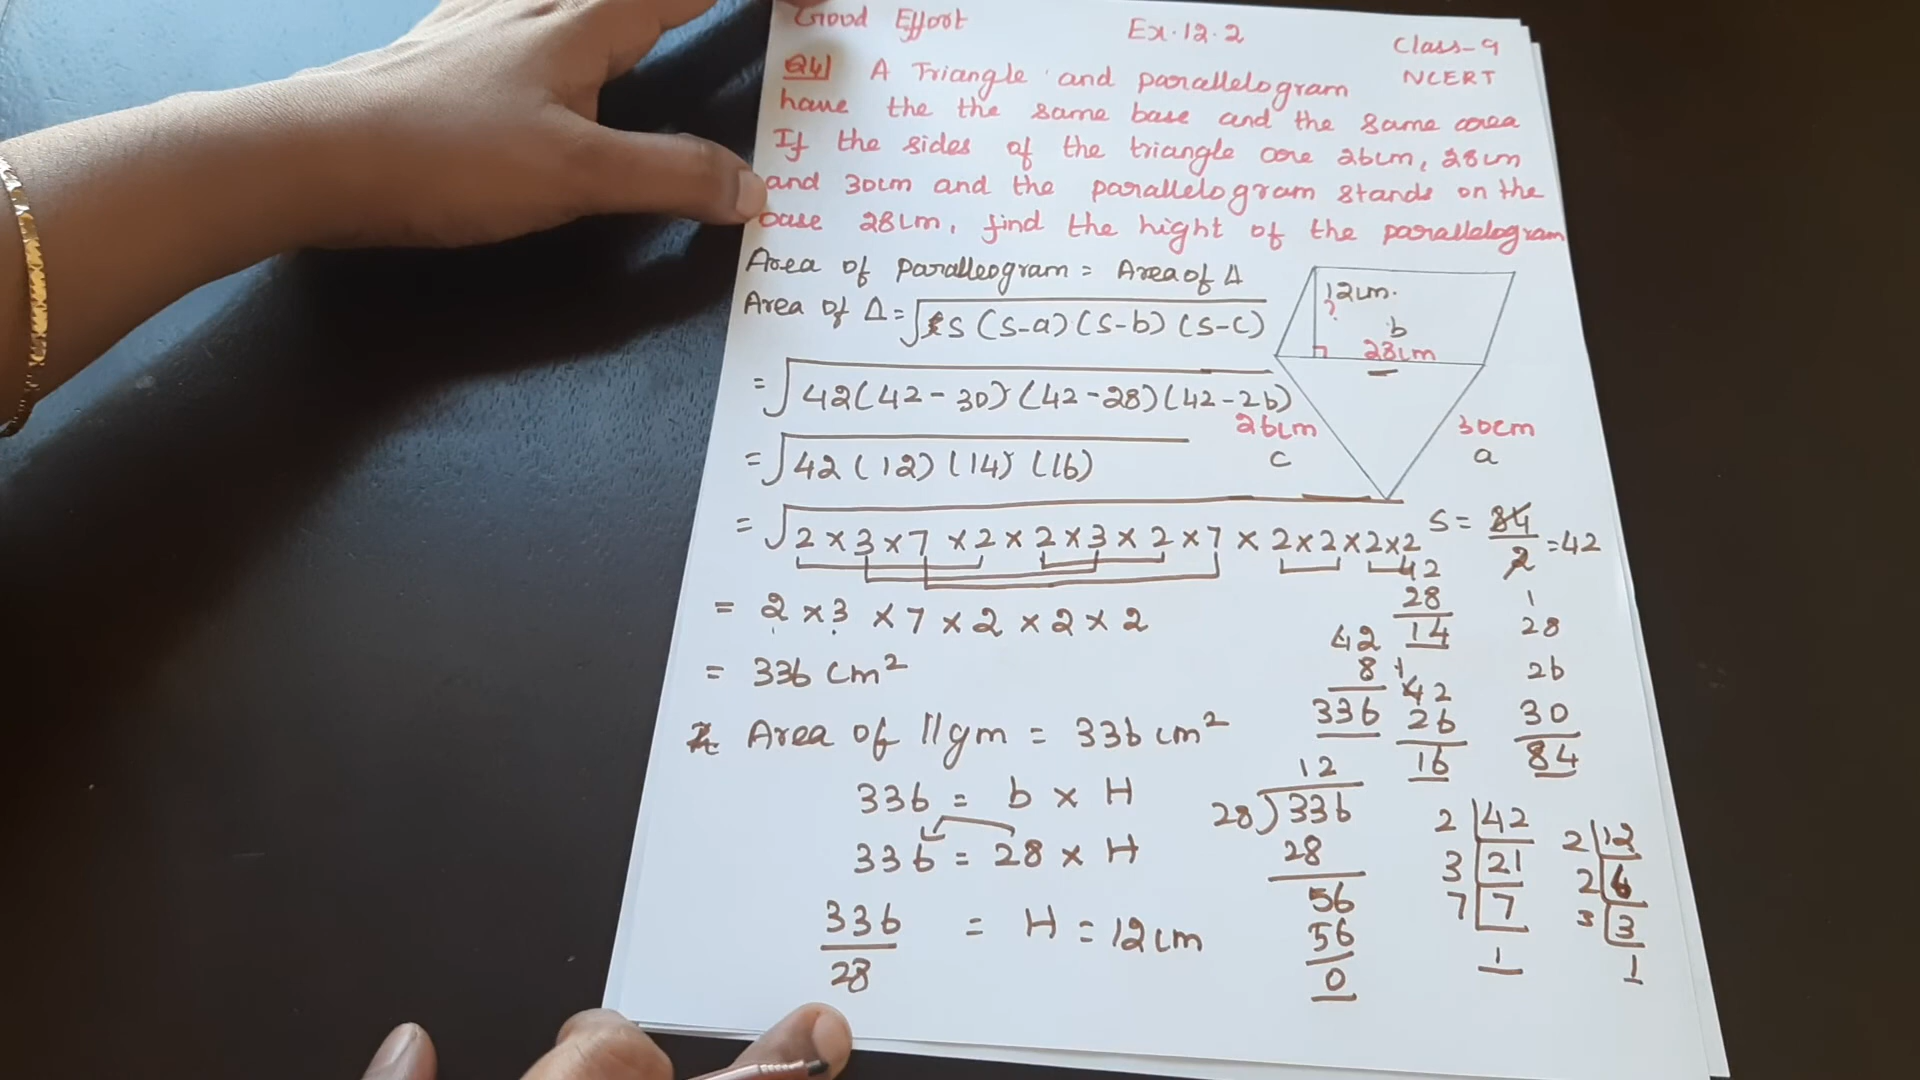 Good Effort
Ex.12.2
Class-9
NCERT
Q4) A Triangle and parallelogram
have the the same base and the same area
If the sides of the triangle are 26cm, 28cm
and 30cm and the parallelogram stands on the
base 28cm, find the hight of the parallelogram
Area of paralleogram = Area of Δ
Area of Δ = √S (S-a) (S-b) (S-c)
= √42(42-30) (42-28) (42-26)
= √42 (12) (14) (16)
= √2×3×7×2×2×3×2×7×2×2×2×2
= 2×3×7×2×2×2
= 336 cm²
Area of ||gm = 336 cm²
336 = b × H
336 = 28 × H
336/28 = H = 12cm
12cm.
?
b
28cm
26cm
c
30cm
a
S = 84/2 = 42
1
28
26
30
84
42
28
14
42
8
336
1
42
26
16
12
28)336
28
56
56
0
2|42
3|21
7|7
1
2|12
2|6
3|3
1